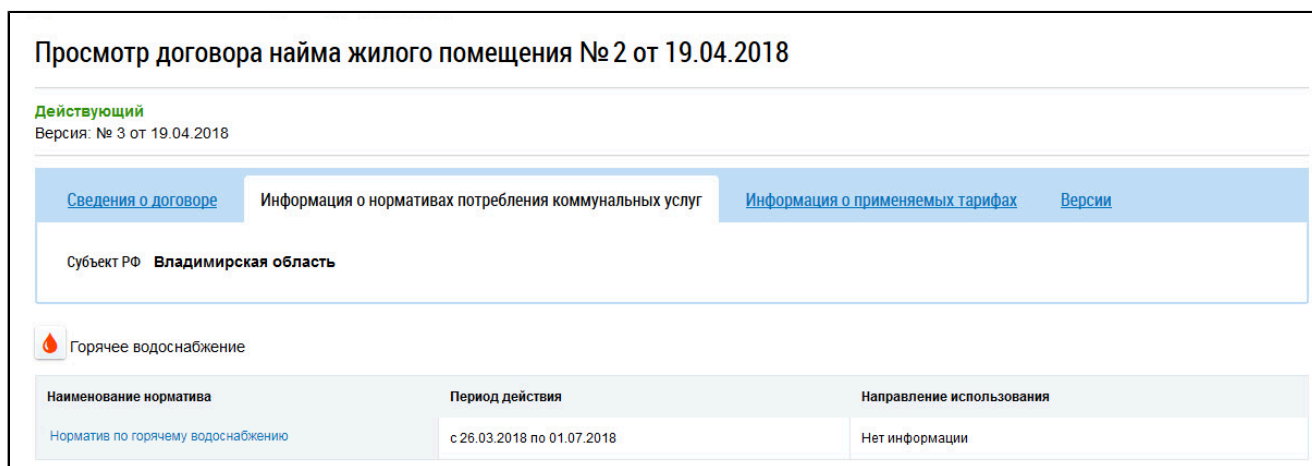 Просмотр договора найма жилого помещения № 2 от 19.04.2018
Действующий
Версия: № 3 от 19.04.2018
Сведения о договоре Информация о нормативах потребления коммунальных услуг Информация о применяемых тарифах Версии
Субъект РФ Владимирская область
Горячее водоснабжение
Наименование норматива Период действия Направление использования
Норматив по горячему водоснабжению с 26.03.2018 по 01.07.2018 Нет информации